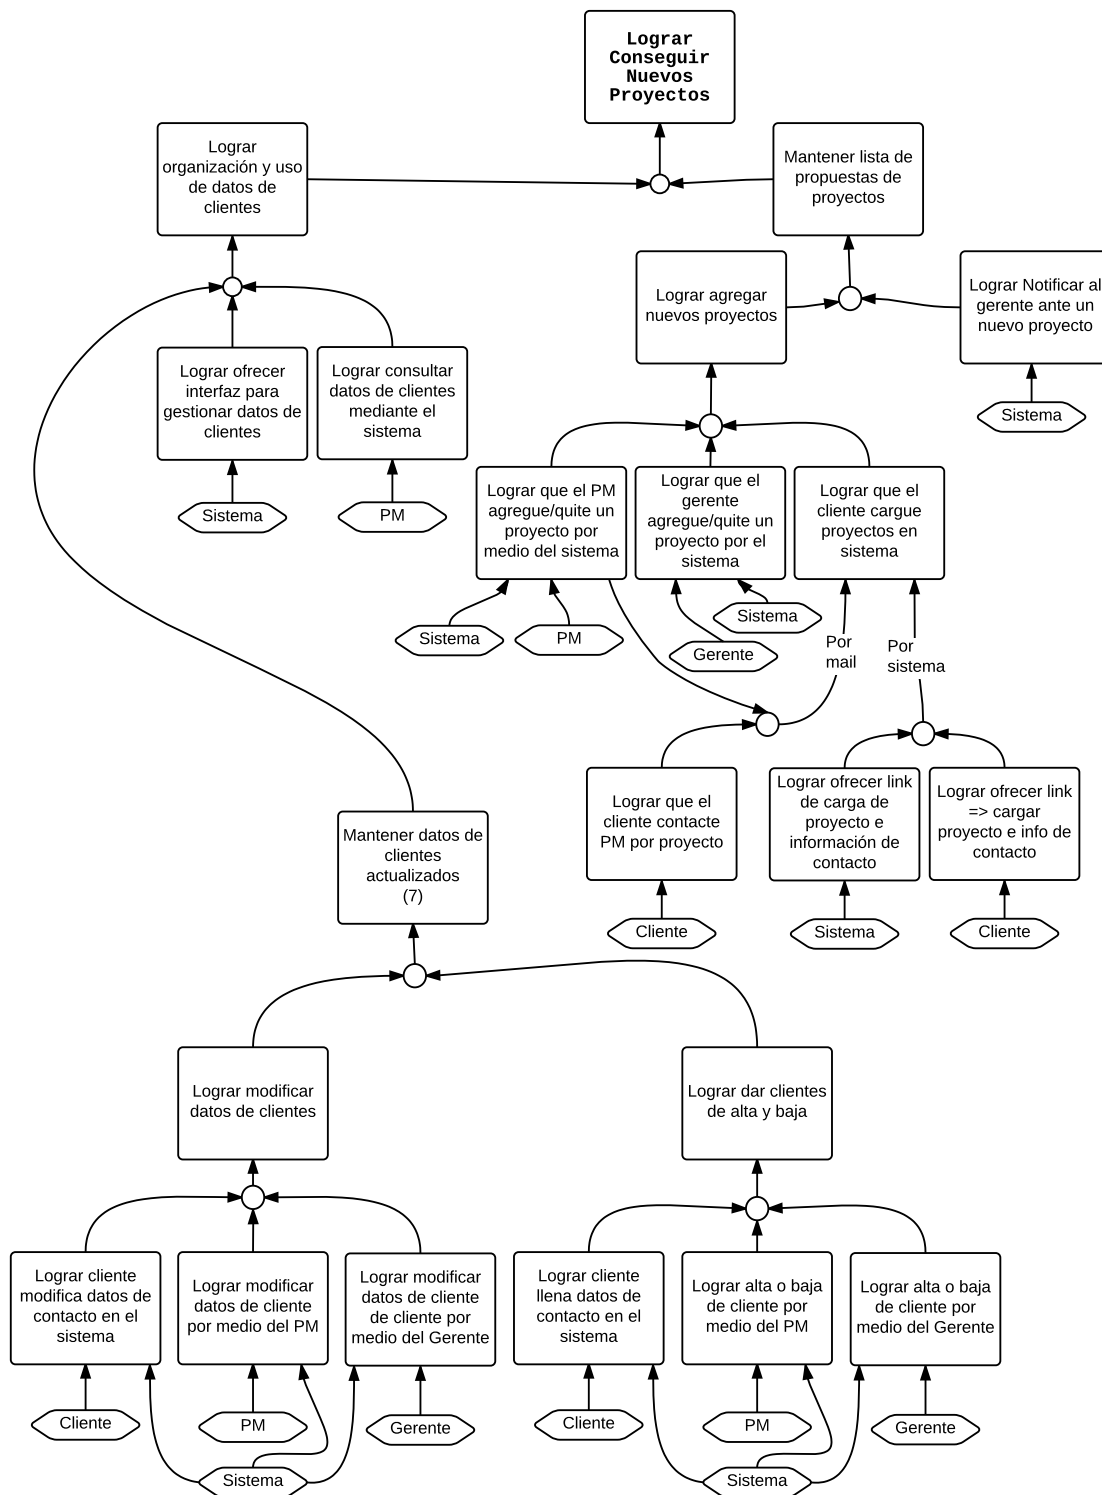 Lograr
Conseguir
Nuevos
Proyectos
Lograr
organización y uso
de datos de
clientes
Mantener lista de
propuestas de
proyectos
Lograr agregar
nuevos proyectos
Lograr Notificar al
gerente ante un
nuevo proyecto
Sistema
Lograr ofrecer
interfaz para
gestionar datos de
clientes
Lograr consultar
datos de clientes
mediante el
sistema
Sistema
PM
Lograr que el PM
agregue/quite un
proyecto por
medio del sistema
Lograr que el
gerente
agregue/quite un
proyecto por el
sistema
Lograr que el
cliente cargue
proyectos en
sistema
Sistema
PM
Sistema
Gerente
Por
mail
Por
sistema
Lograr que el
cliente contacte
PM por proyecto
Lograr ofrecer link
de carga de
proyecto e
información de
contacto
Lograr ofrecer link
=> cargar
proyecto e info de
contacto
Cliente
Sistema
Cliente
Mantener datos de
clientes
actualizados
(7)
Lograr modificar
datos de clientes
Lograr dar clientes
de alta y baja
Lograr cliente
modifica datos de
contacto en el
sistema
Lograr modificar
datos de cliente
por medio del PM
Lograr modificar
datos de cliente
de cliente por
medio del Gerente
Lograr cliente
llena datos de
contacto en el
sistema
Lograr alta o baja
de cliente por
medio del PM
Lograr alta o baja
de cliente por
medio del Gerente
Cliente
PM
Gerente
Sistema
Cliente
PM
Gerente
Sistema